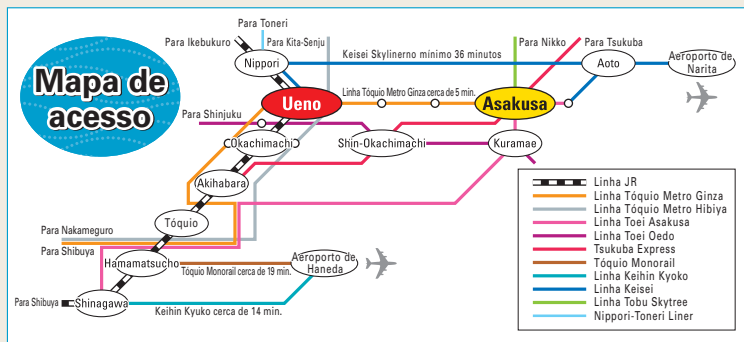 Mapa de
acesso
Para Toneri
Para Ikebukuro
Para Kita-Senju
Nippori
Keisei Skylinerno mínimo 36 minutos
Para Nikko
Para Tsukuba
Aoto
Aeroporto de
Narita
Ueno
Linha Tóquio Metro Ginza cerca de 5 min.
Asakusa
Para Shinjuku
Okachimachi
Shin-Okachimachi
Kuramae
Akihabara
Tóquio
Para Nakameguro
Para Shibuya
Hamamatsucho
Tóquio Monorail cerca de 19 min.
Aeroporto de
Haneda
Para Shibuya
Shinagawa
Keihin Kyuko cerca de 14 min.
Linha JR
Linha Tóquio Metro Ginza
Linha Tóquio Metro Hibiya
Linha Toei Asakusa
Linha Toei Oedo
Tsukuba Express
Tóquio Monorail
Linha Keihin Kyoko
Linha Keisei
Linha Tobu Skytree
Nippori-Toneri Liner